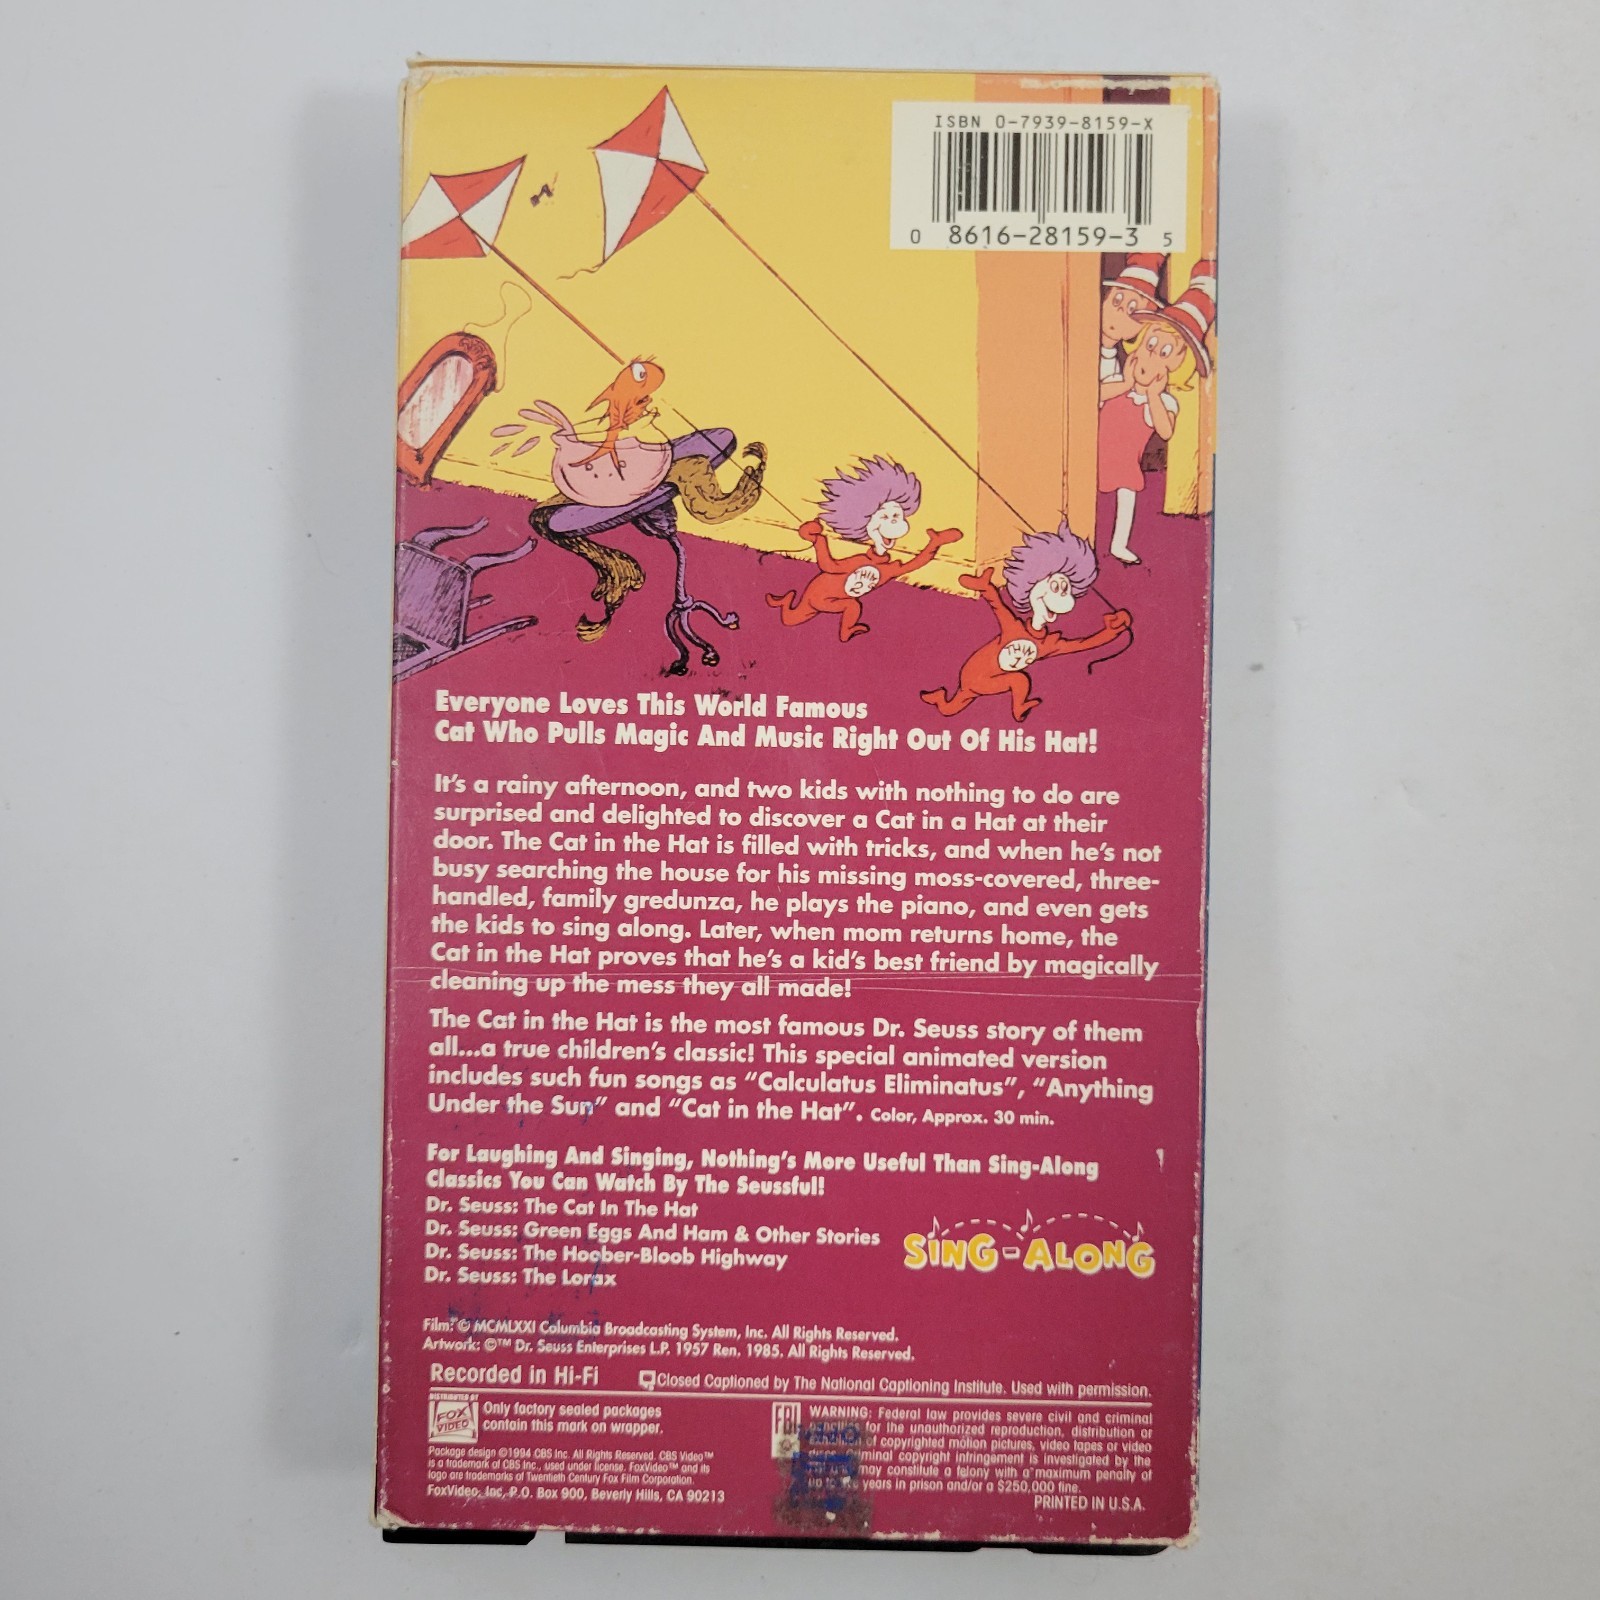 ISBN 0-7939-8159-X
0 8616-28159-3 5
THING 2
THING 1
Everyone Loves This World Famous
Cat Who Pulls Magic And Music Right Out Of His Hat!
It's a rainy afternoon, and two kids with nothing to do are
surprised and delighted to discover a Cat in a Hat at their
door. The Cat in the Hat is filled with tricks, and when he's not
busy searching the house for his missing moss-covered, three-
handled, family gredunza, he plays the piano, and even gets
the kids to sing along. Later, when mom returns home, the
Cat in the Hat proves that he's a kid's best friend by magically
cleaning up the mess they all made!
The Cat in the Hat is the most famous Dr. Seuss story of them
all...a true children's classic! This special animated version
includes such fun songs as "Calculatus Eliminatus", "Anything
Under the Sun" and "Cat in the Hat". Color, Approx. 30 min.
For Laughing And Singing, Nothing's More Useful Than Sing-Along
Classics You Can Watch By The Seussful!
Dr. Seuss: The Cat In The Hat
Dr. Seuss: Green Eggs And Ham & Other Stories
Dr. Seuss: The Hoober-Bloob Highway
Dr. Seuss: The Lorax
SING-ALONG
Film: © MCMLXXI Columbia Broadcasting System, Inc. All Rights Reserved.
Artwork: ©™ Dr. Seuss Enterprises L.P. 1957 Ren. 1985. All Rights Reserved.
Recorded in Hi-Fi
Closed Captioned by The National Captioning Institute. Used with permission.
DISTRIBUTED BY
FOX VIDEO
Only factory sealed packages
contain this mark on wrapper.
Package design ©1994 CBS Inc. All Rights Reserved. CBS Video™
is a trademark of CBS Inc., used under license. FoxVideo™ and its
logo are trademarks of Twentieth Century Fox Film Corporation.
FoxVideo, Inc, P.O. Box 900, Beverly Hills, CA 90213
FBI
WARNING: Federal law provides severe civil and criminal
for the unauthorized reproduction, distribution or
of copyrighted motion pictures, video tapes or video
copyright infringement is investigated by the
may constitute a felony with a maximum penalty of
up to years in prison and/or a $250,000 fine.
PRINTED IN U.S.A.